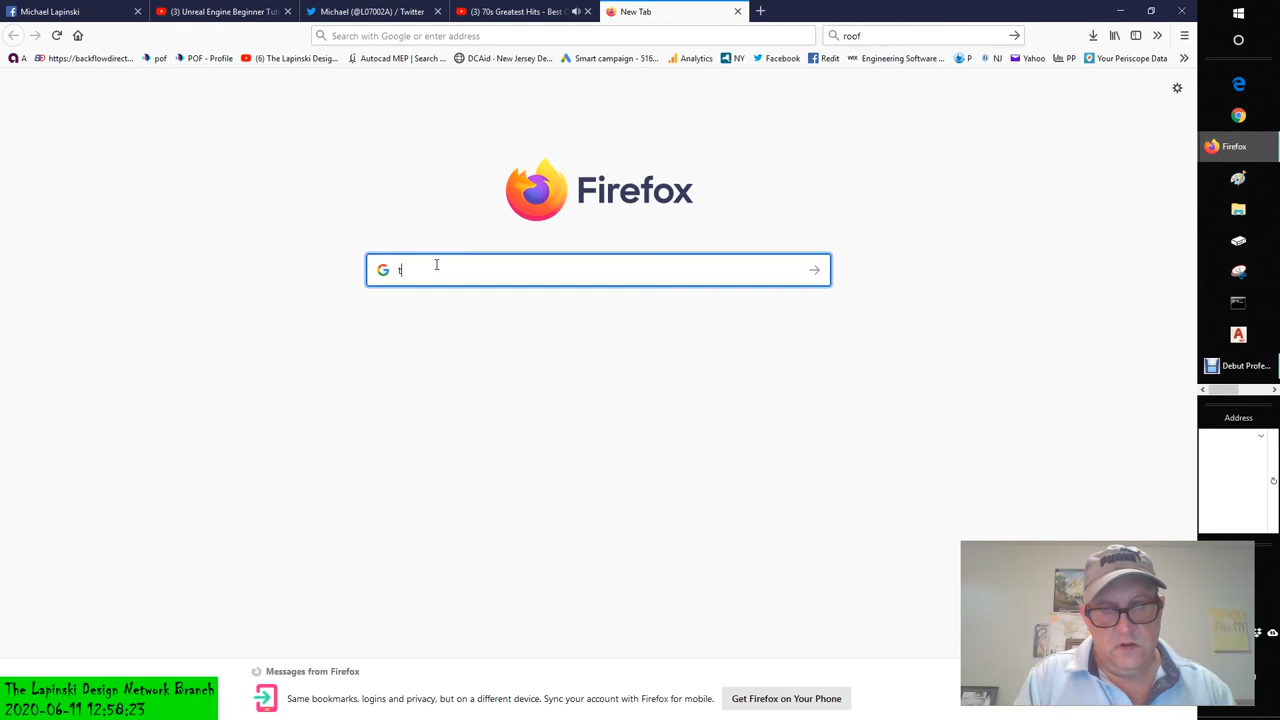 Michael Lapinski
(3) Unreal Engine Beginner Tut
Michael (@L07002A) / Twitter
(3) 70s Greatest Hits - Best O
New Tab
Search with Google or enter address
roof
A
https://backflowdirect...
pof
POF - Profile
(6) The Lapinski Desig...
Autocad MEP | Search ...
DCAid - New Jersey De...
Smart campaign - 516...
Analytics
NY
Facebook
Redit
Engineering Software ...
P
NJ
Yahoo
PP
Your Periscope Data
Firefox
t
Firefox
Debut Profe...
Address
Messages from Firefox
Same bookmarks, logins and privacy, but on a different device. Sync your account with Firefox for mobile.
Get Firefox on Your Phone
The Lapinski Design Network Branch
2020-06-11 12:58:23